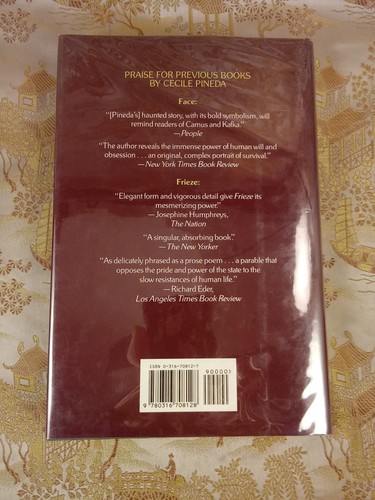 PRAISE FOR PREVIOUS BOOKS
BY CECILE PINEDA
Face:
"[Pineda's] haunted story, with its bold symbolism, will
remind readers of Camus and Kafka."
—People
"The author reveals the immense power of human will and
obsession . . . an original, complex portrait of survival."
—New York Times Book Review
Frieze:
"Elegant form and vigorous detail give Frieze its
mesmerizing power."
—Josephine Humphreys,
The Nation
"A singular, absorbing book."
—The New Yorker
"As delicately phrased as a prose poem . . . a parable that
opposes the pride and power of the state to the
slow resistances of human life."
—Richard Eder,
Los Angeles Times Book Review
ISBN 0-316-70812-7
90000
9 780316 708128